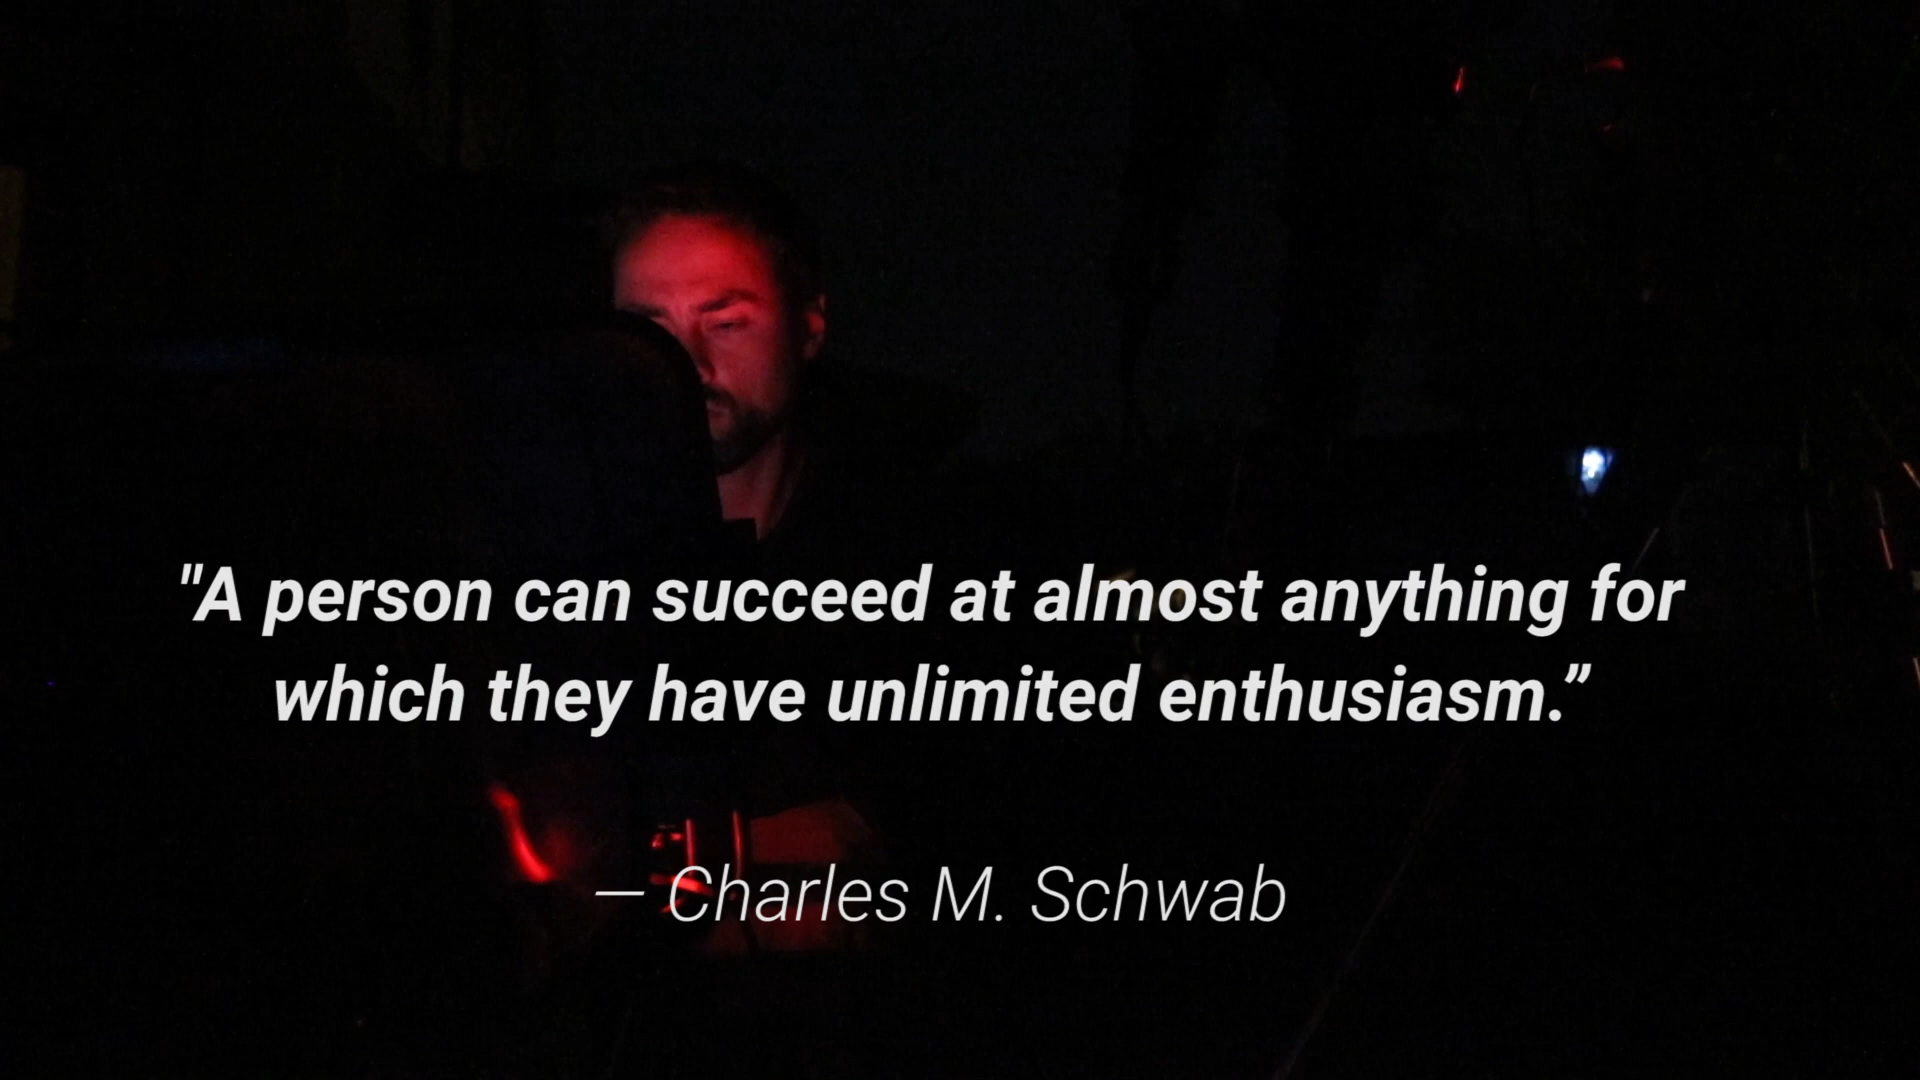 "A person can succeed at almost anything for
which they have unlimited enthusiasm.”
— Charles M. Schwab